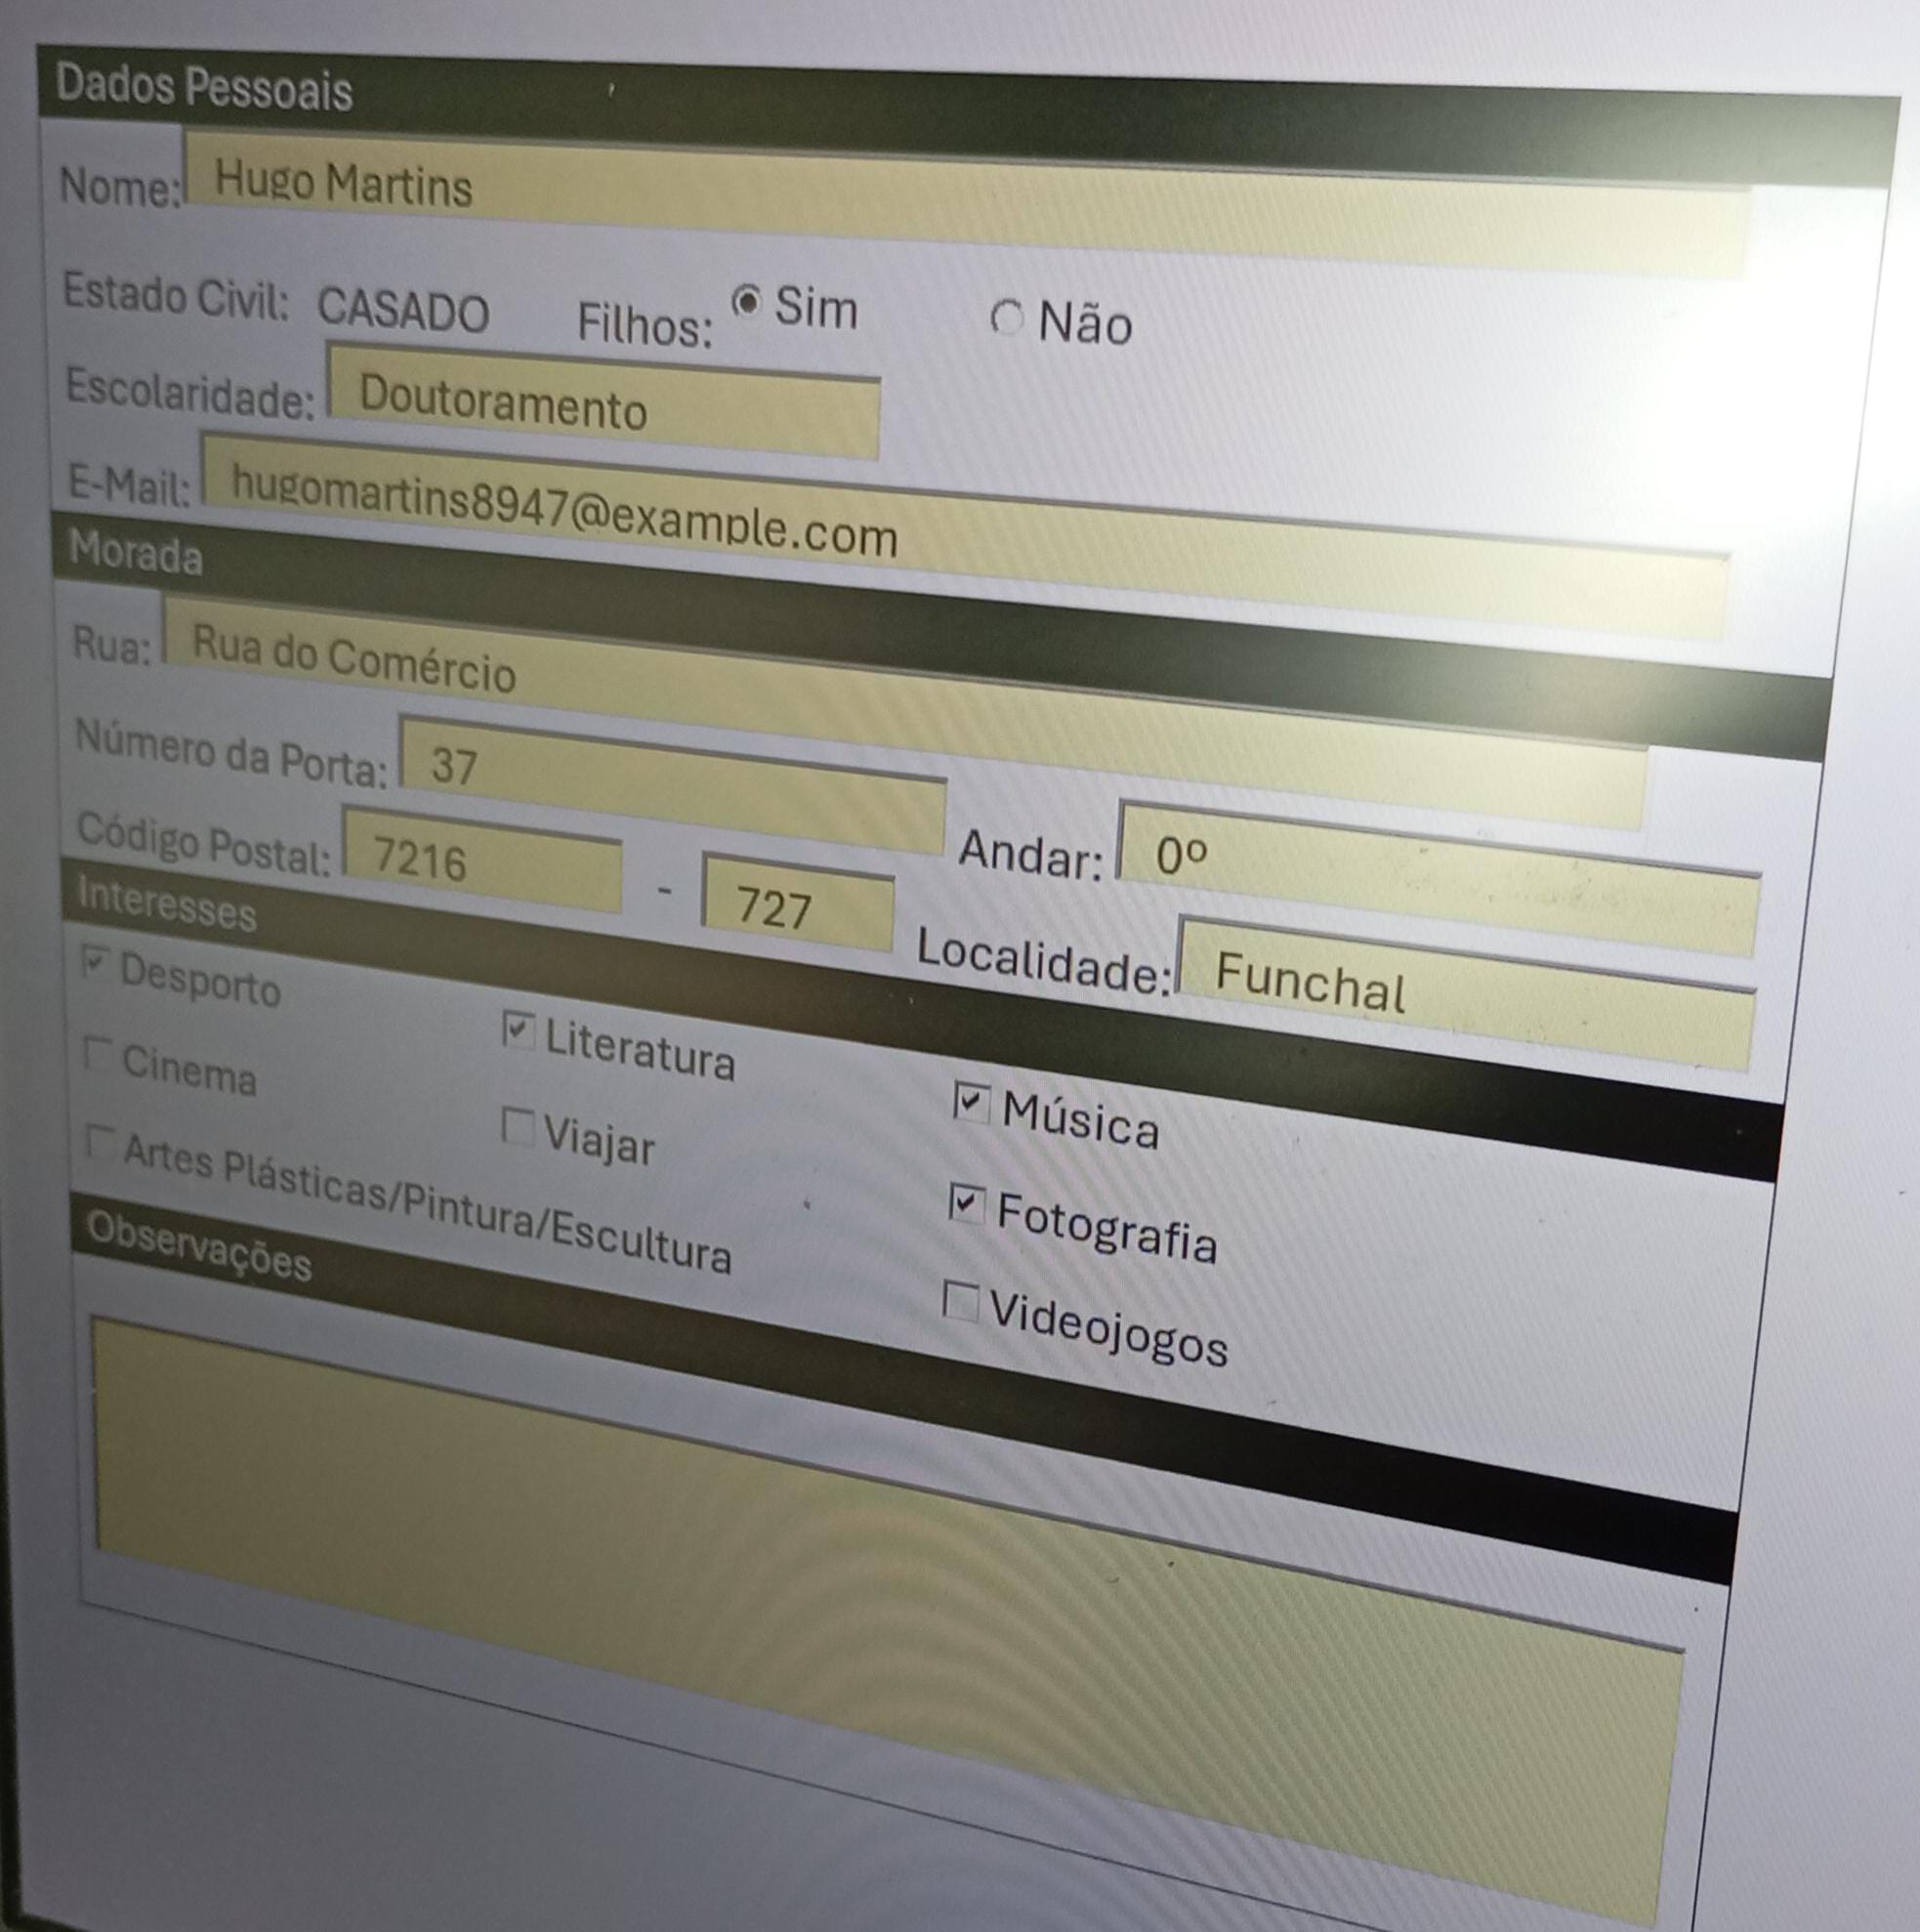 Dados Pessoais
Nome: Hugo Martins
Estado Civil: CASADO Filhos: Sim Não
Escolaridade: Doutoramento
E-Mail: hugomartins8947@example.com
Morada
Rua: Rua do Comércio
Número da Porta: 37 Andar: 0º
Código Postal: 7216 - 727 Localidade: Funchal
Interesses
Desporto Literatura Música
Cinema Viajar Fotografia
Artes Plásticas/Pintura/Escultura Videojogos
Observações